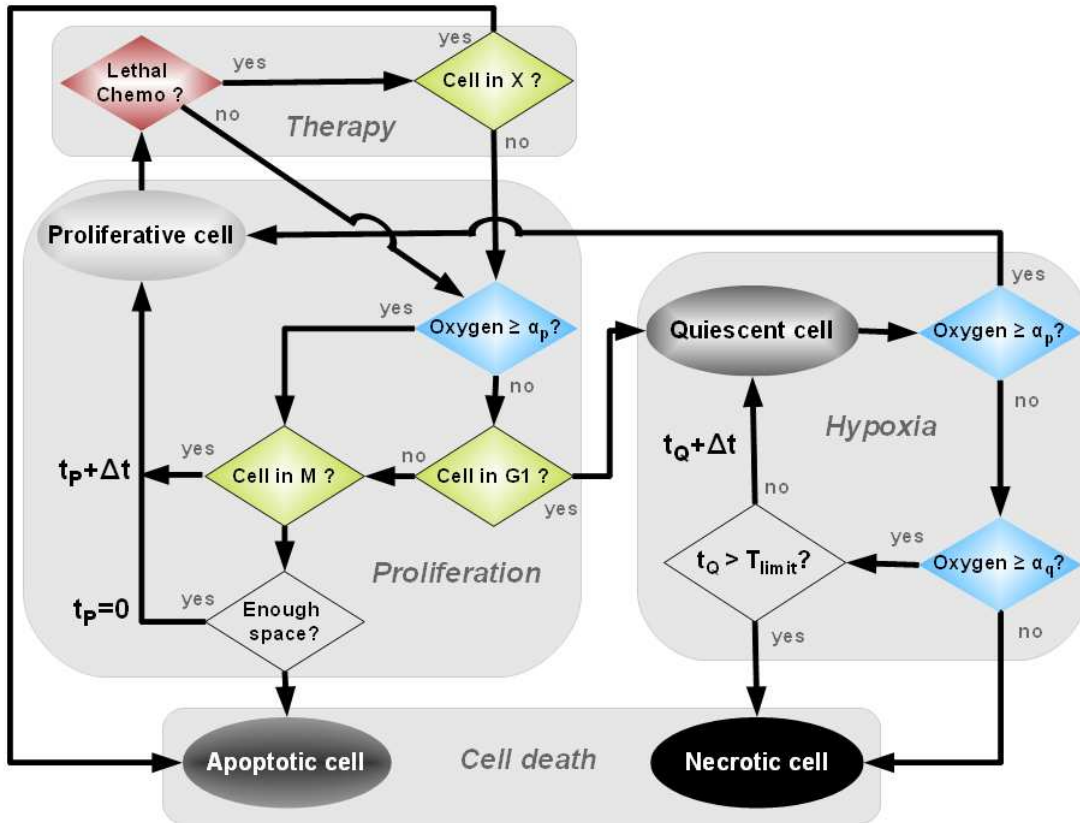 yes
Lethal
Chemo ?
yes
Cell in X ?
no
Therapy
no
Proliferative cell
yes
yes
Oxygen ≥ αp?
Quiescent cell
Oxygen ≥ αp?
no
no
Hypoxia
tQ+Δt
yes
tP+Δt
Cell in M ?
no
Cell in G1 ?
yes
no
yes
tQ > Tlimit?
Oxygen ≥ αq?
Proliferation
tP=0
yes
Enough
space?
yes
no
Apoptotic cell
Cell death
Necrotic cell